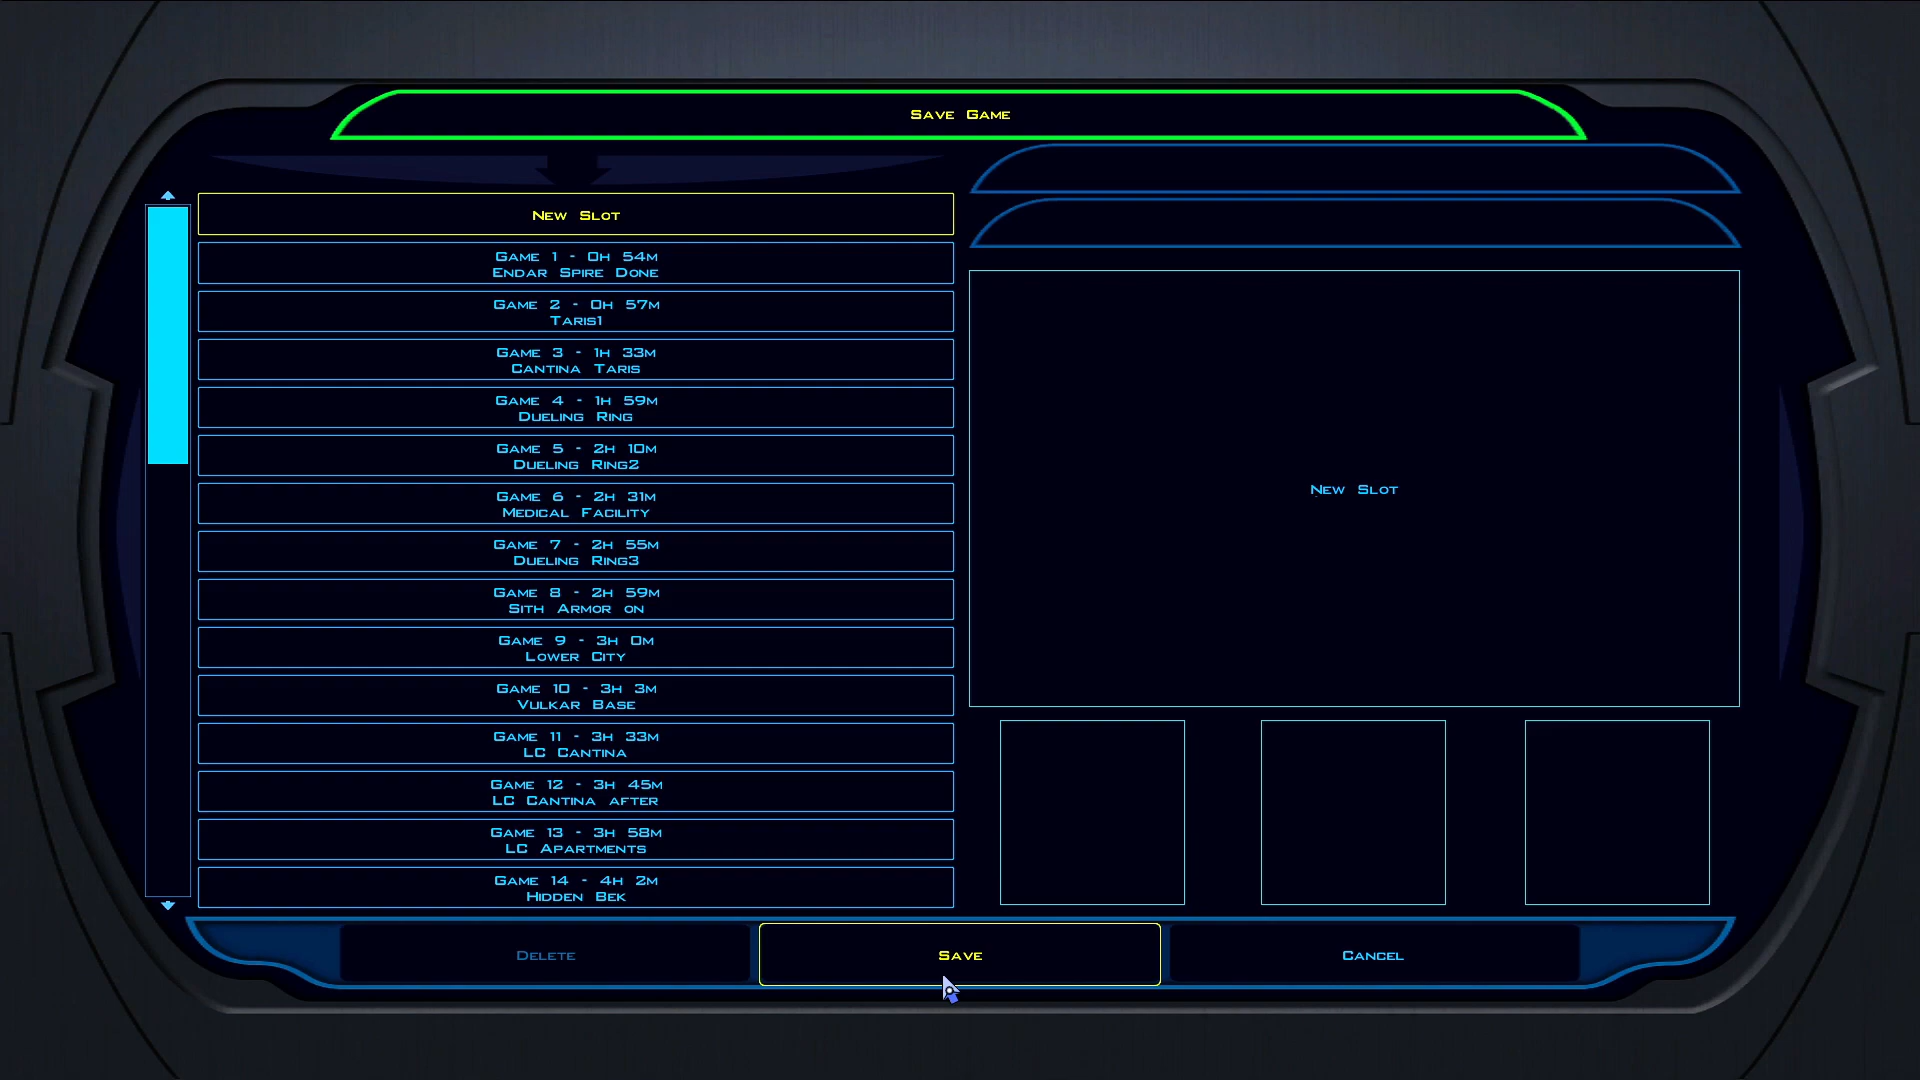 Save Game
New Slot
Game 1 - 0h 54m
Endar Spire Done
Game 2 - 0h 57m
Taris1
Game 3 - 1h 33m
Cantina Taris
Game 4 - 1h 59m
Dueling Ring
Game 5 - 2h 10m
Dueling Ring2
Game 6 - 2h 31m
Medical Facility
Game 7 - 2h 55m
Dueling Ring3
Game 8 - 2h 59m
Sith Armor on
Game 9 - 3h 0m
Lower City
Game 10 - 3h 3m
Vulkar Base
Game 11 - 3h 33m
LC Cantina
Game 12 - 3h 45m
LC Cantina after
Game 13 - 3h 58m
LC Apartments
Game 14 - 4h 2m
Hidden Bek
New Slot
Delete
Save
Cancel